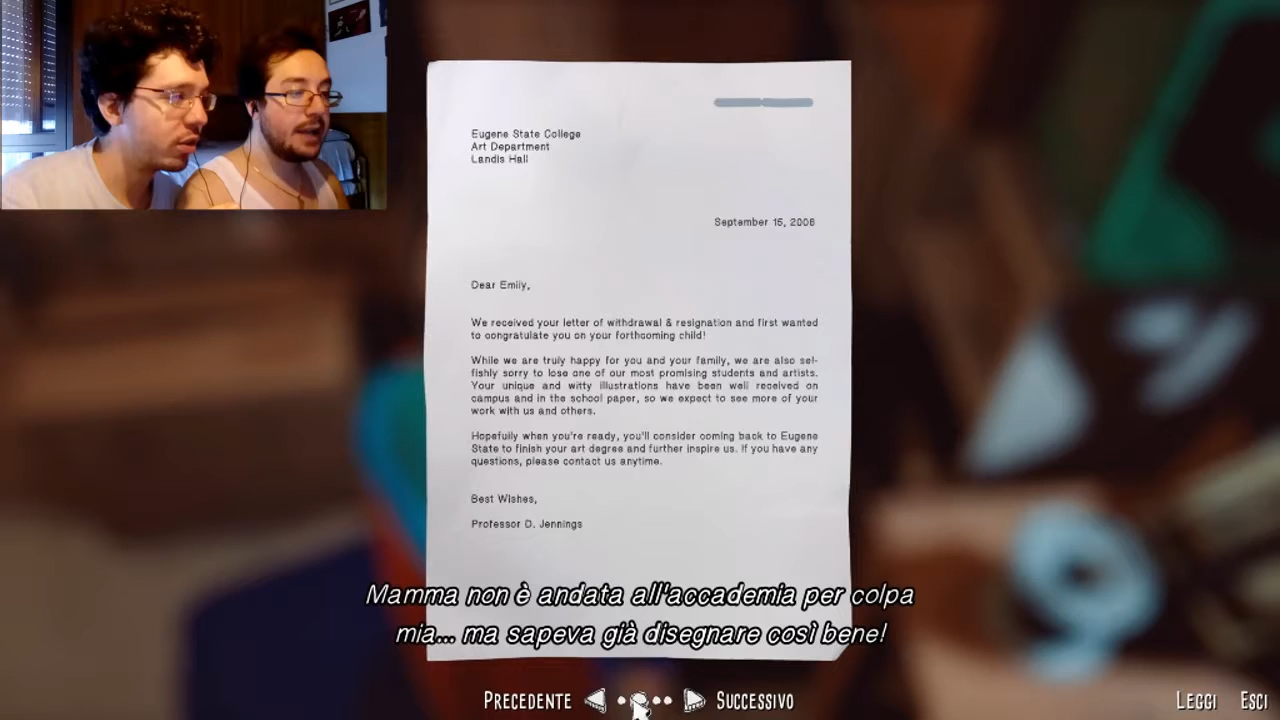 Eugene State College
Art Department
Landis Hall
September 15, 2006
Dear Emily,
We received your letter of withdrawal & resignation and first wanted
to congratulate you on your forthcoming child!
While we are truly happy for you and your family, we are also sel-
fishly sorry to lose one of our most promising students and artists.
Your unique and witty illustrations have been well received on
campus and in the school paper, so we expect to see more of your
work with us and others.
Hopefully when you're ready, you'll consider coming back to Eugene
State to finish your art degree and further inspire us. If you have any
questions, please contact us anytime.
Best Wishes,
Professor D. Jennings
Mamma non è andata all'accademia per colpa
mia... ma sapeva già disegnare così bene!
PRECEDENTE SUCCESSIVO LEGGI ESCI